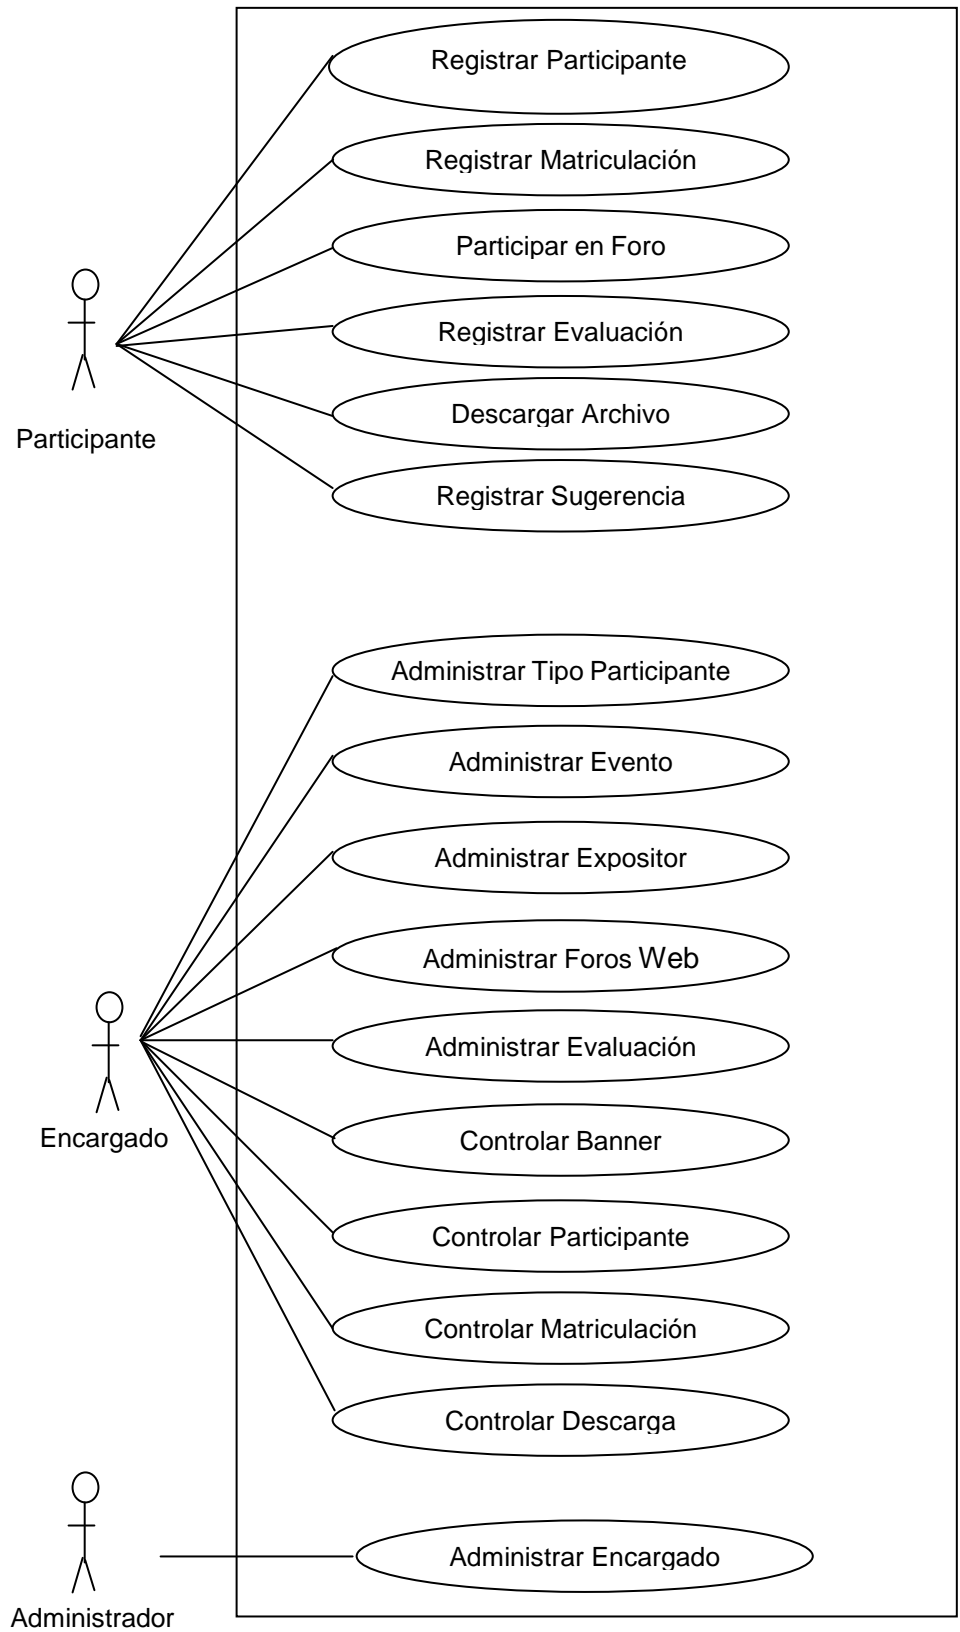 Registrar Participante
Registrar Matriculación
Participar en Foro
Registrar Evaluación
Descargar Archivo
Participante
Registrar Sugerencia
Administrar Tipo Participante
Administrar Evento
Administrar Expositor
Administrar Foros Web
Administrar Evaluación
Encargado
Controlar Banner
Controlar Participante
Controlar Matriculación
Controlar Descarga
Administrar Encargado
Administrador